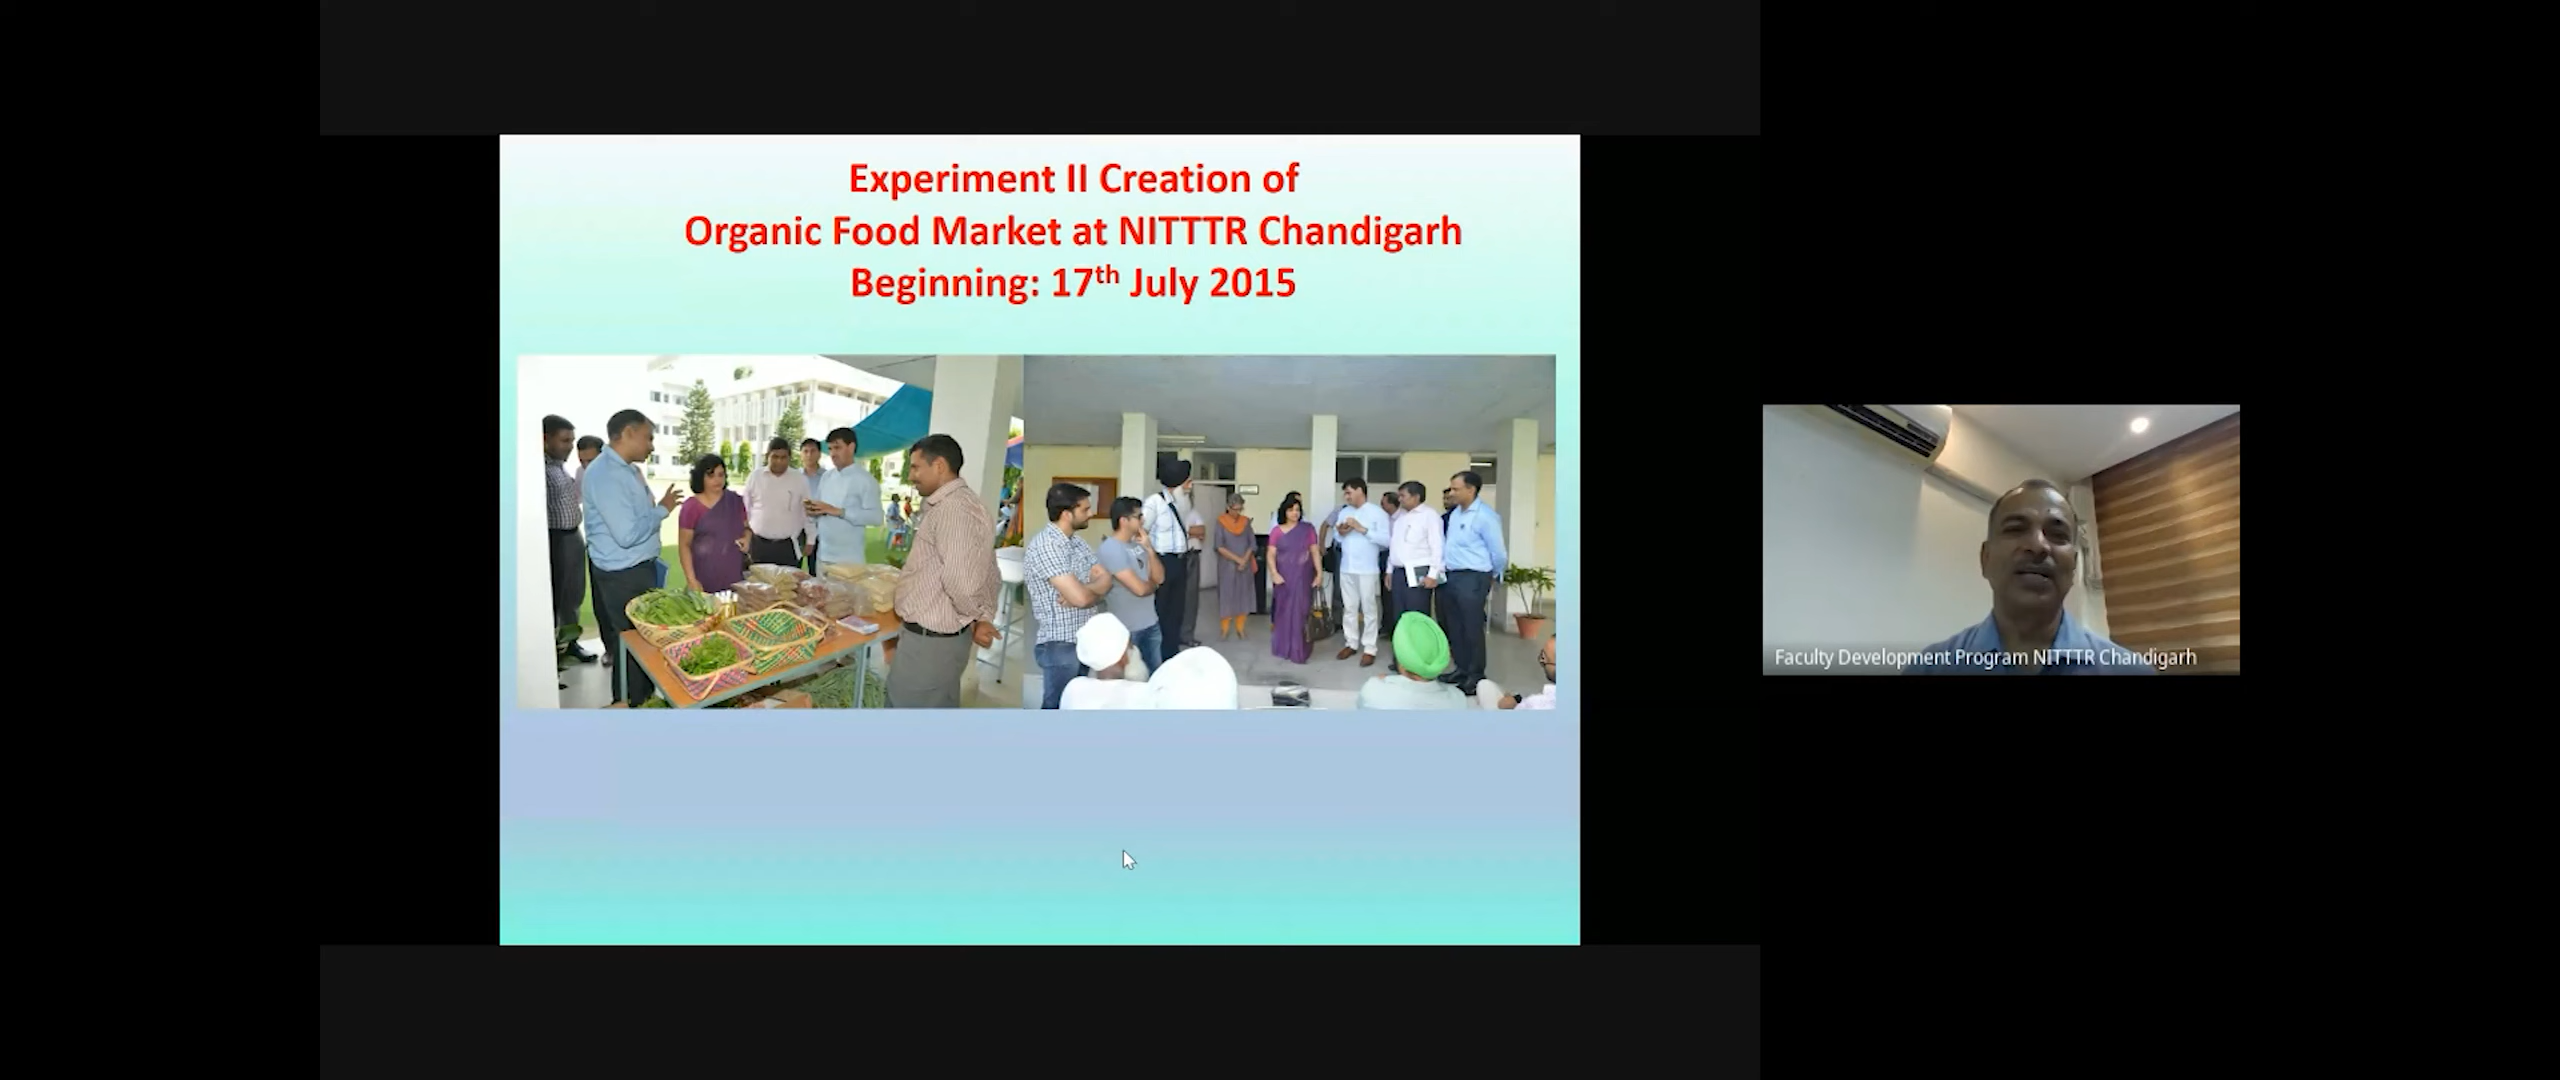 Experiment II Creation of
Organic Food Market at NITTTR Chandigarh
Beginning: 17th July 2015
Faculty Development Program NITTTR Chandigarh